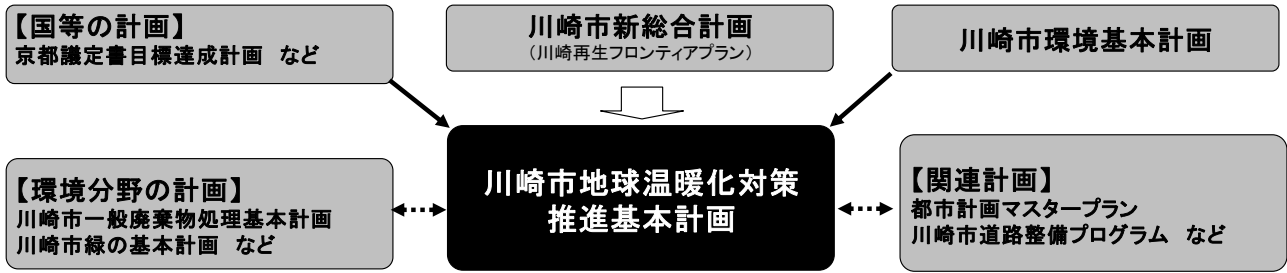 【国等の計画】
京都議定書目標達成計画　など
川崎市新総合計画
（川崎再生フロンティアプラン）
川崎市環境基本計画
【環境分野の計画】
川崎市一般廃棄物処理基本計画
川崎市緑の基本計画　など
川崎市地球温暖化対策
推進基本計画
【関連計画】
都市計画マスタープラン
川崎市道路整備プログラム　など